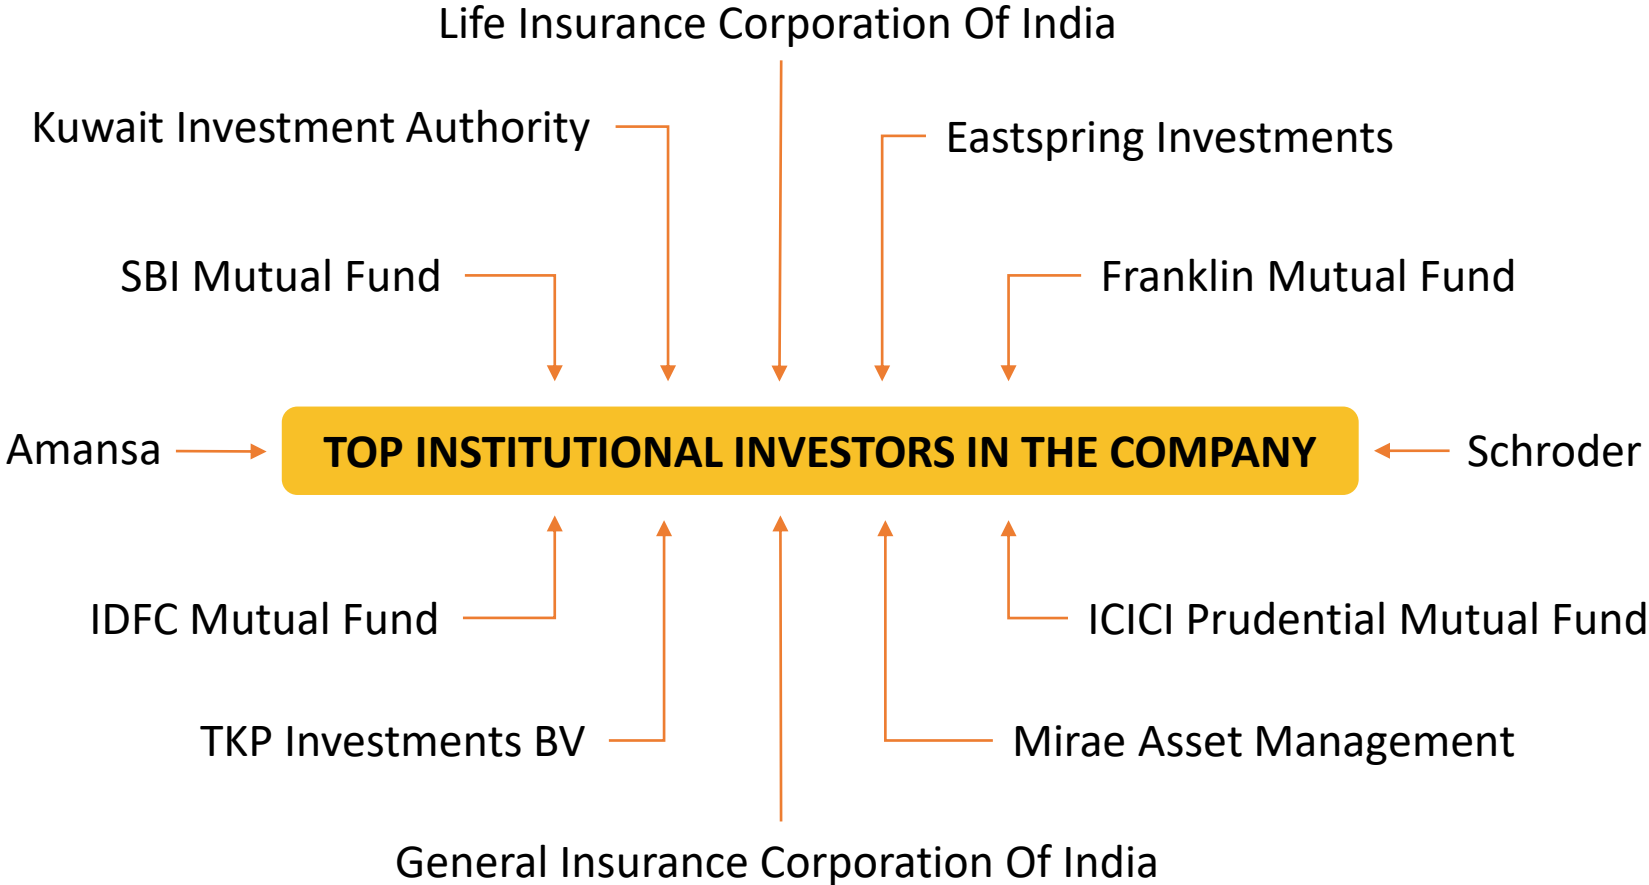 Life Insurance Corporation Of India
Kuwait Investment Authority
Eastspring Investments
SBI Mutual Fund
Franklin Mutual Fund
Amansa
TOP INSTITUTIONAL INVESTORS IN THE COMPANY
Schroder
IDFC Mutual Fund
ICICI Prudential Mutual Fund
TKP Investments BV
Mirae Asset Management
General Insurance Corporation Of India